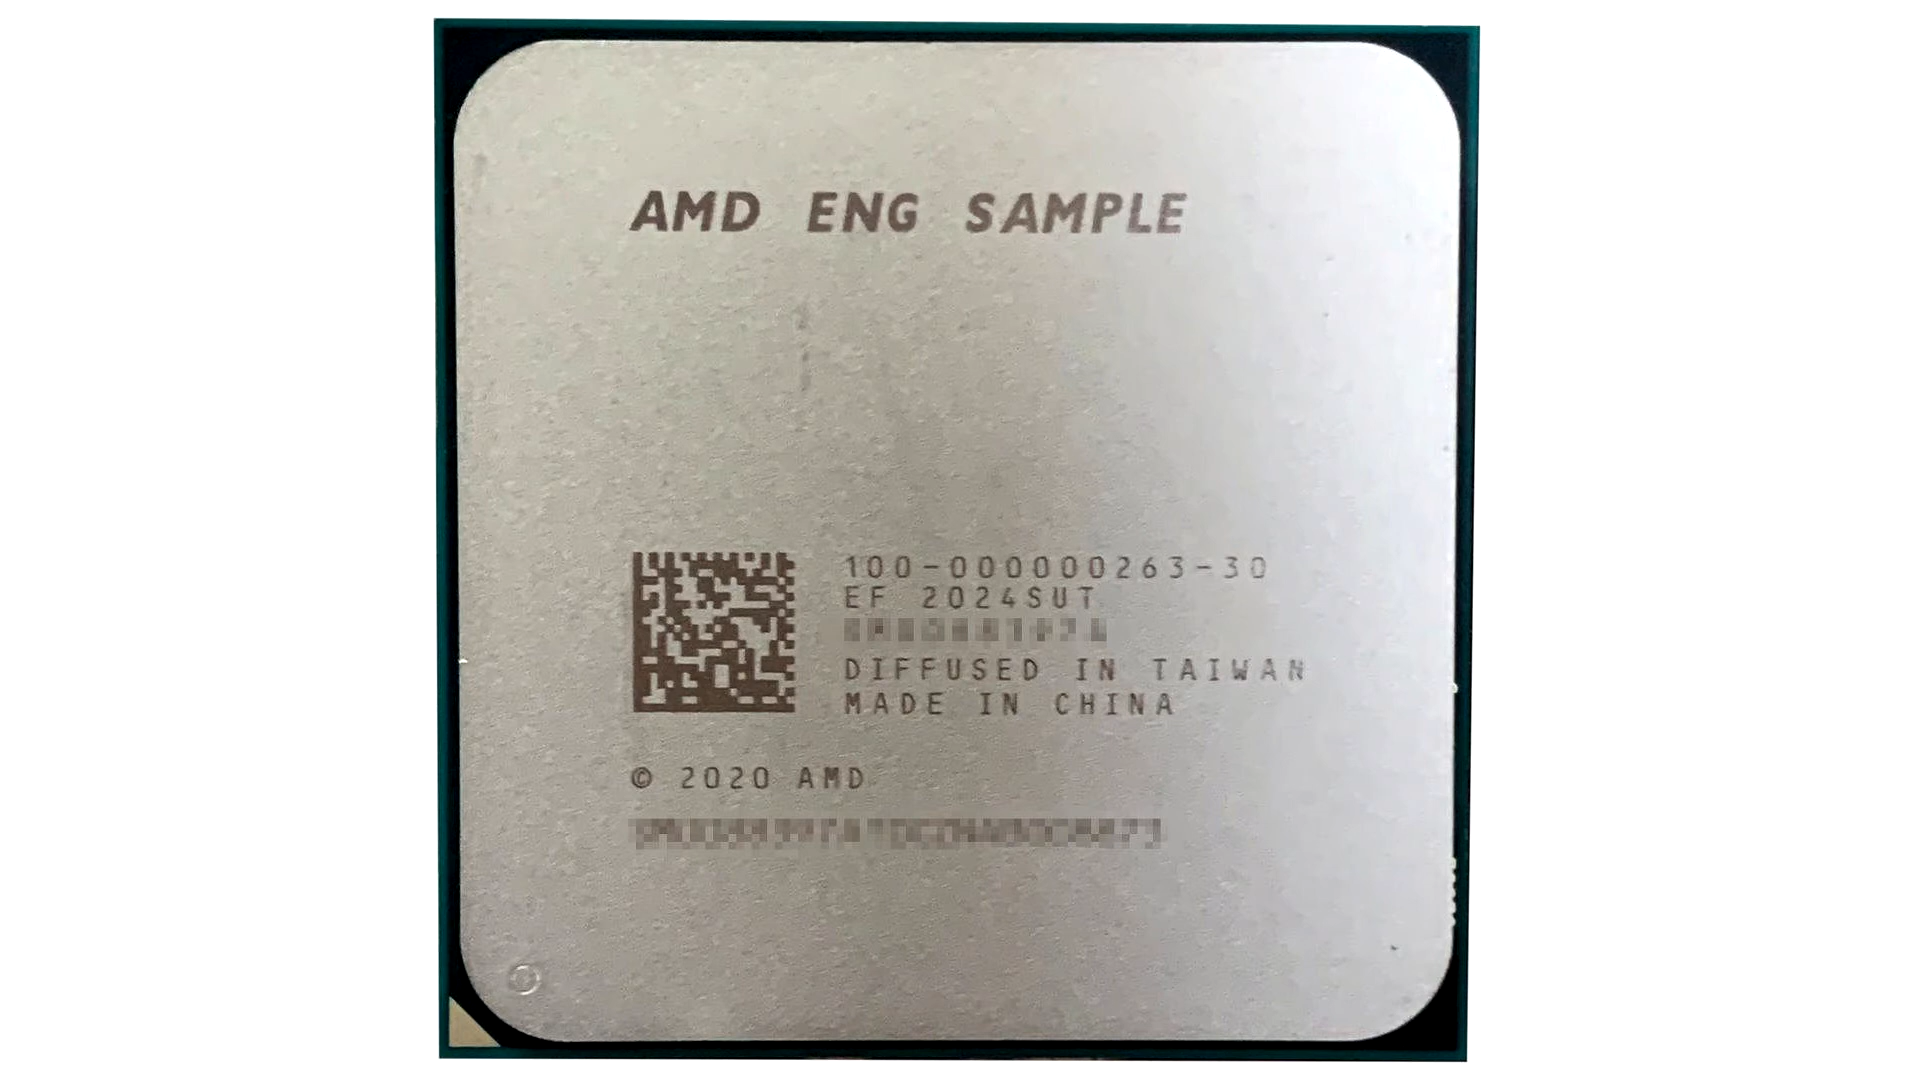 AMD ENG SAMPLE
100-000000263-30
EF 2024SUT
DIFFUSED IN TAIWAN
MADE IN CHINA
© 2020 AMD